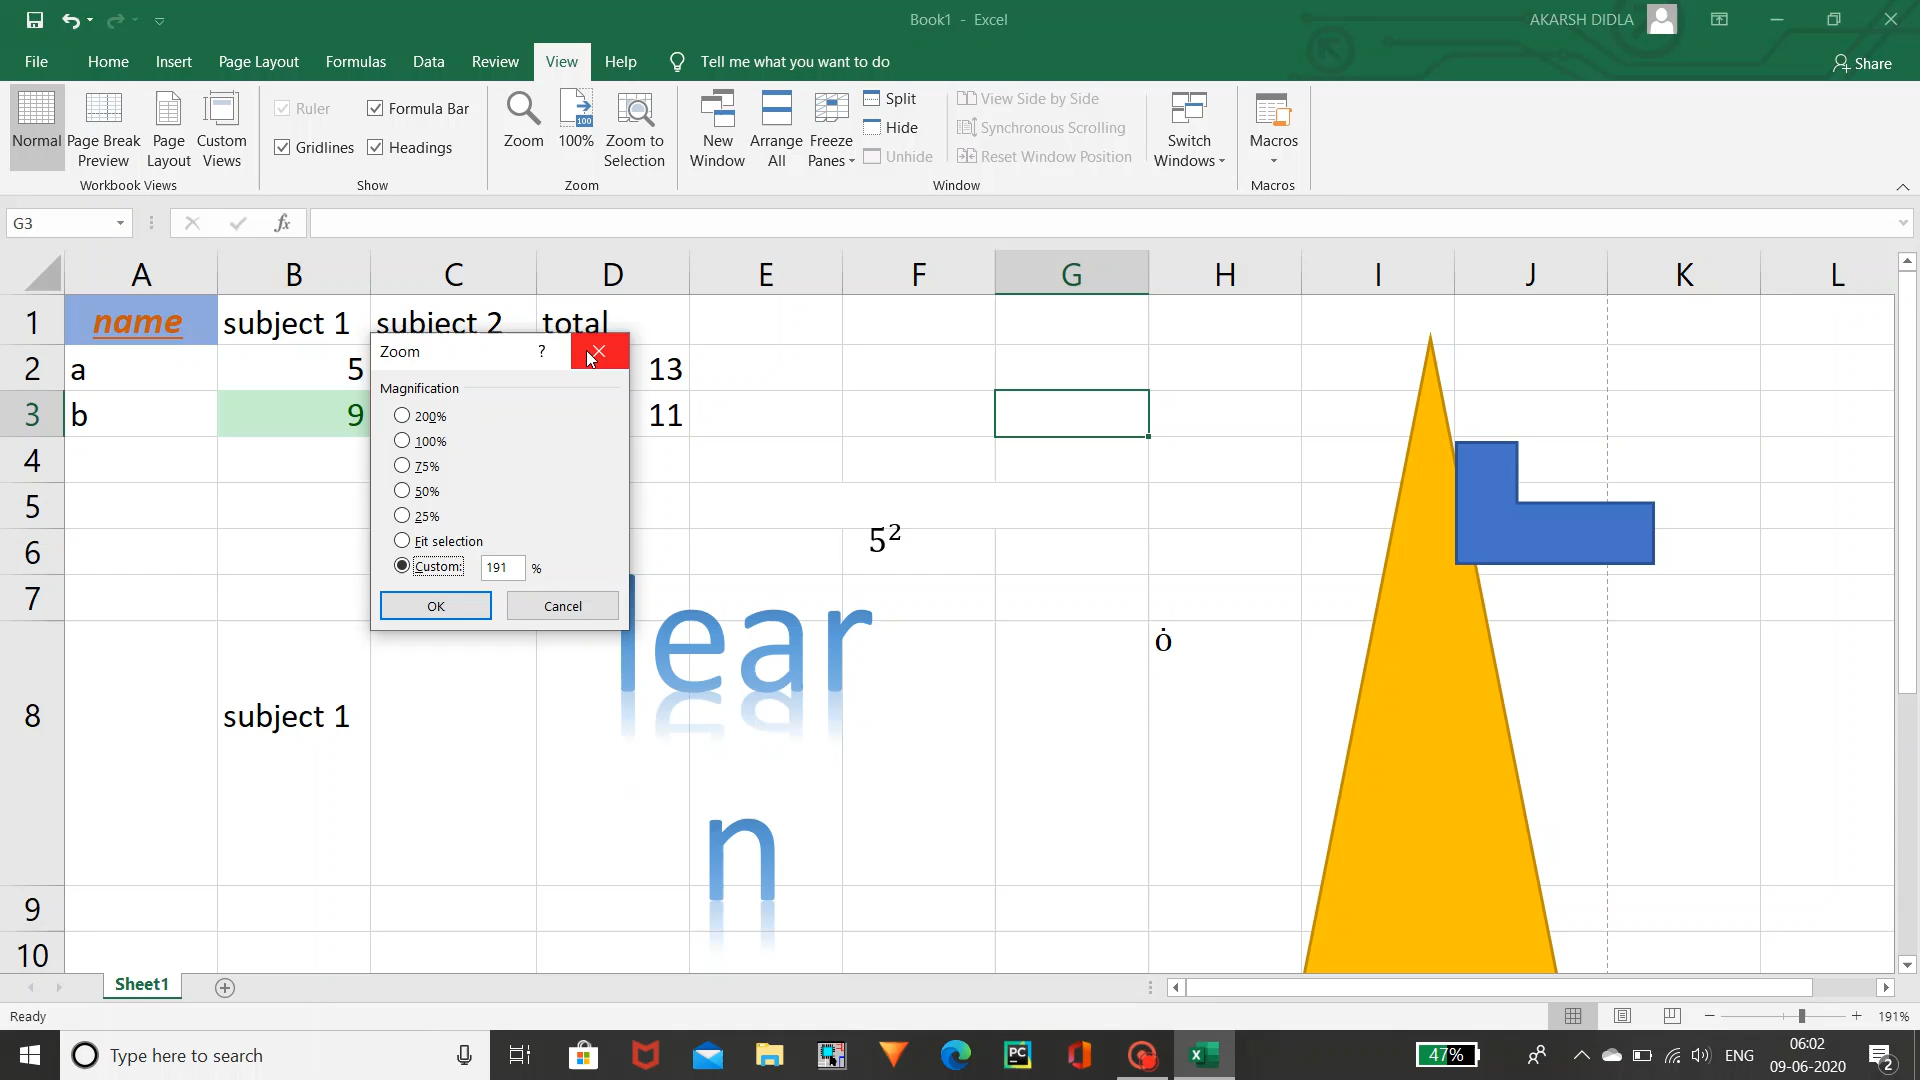 Book1 - Excel
AKARSH DIDLA
File Home Insert Page Layout Formulas Data Review View Help Tell me what you want to do
Share
Normal
Page Break Preview
Page Layout
Custom Views
Workbook Views
Ruler
Formula Bar
Gridlines
Headings
Show
Zoom
100
100%
Zoom to Selection
Zoom
New Window
Arrange All
Freeze Panes
Split
Hide
Unhide
View Side by Side
Synchronous Scrolling
Reset Window Position
Window
Switch Windows
Macros
Macros
G3
fx
A B C D E F G H I J K L
1 name subject 1 subject 2 total
2 a 5 13
3 b 9 11
4
5
6
7
8 subject 1
9
10
Zoom ?
Magnification
200%
100%
75%
50%
25%
Fit selection
Custom: 191 %
OK Cancel
5²
lear
n
ȯ
Sheet1
Ready
191%
Type here to search
PC
47%
ENG
06:02
09-06-2020
2